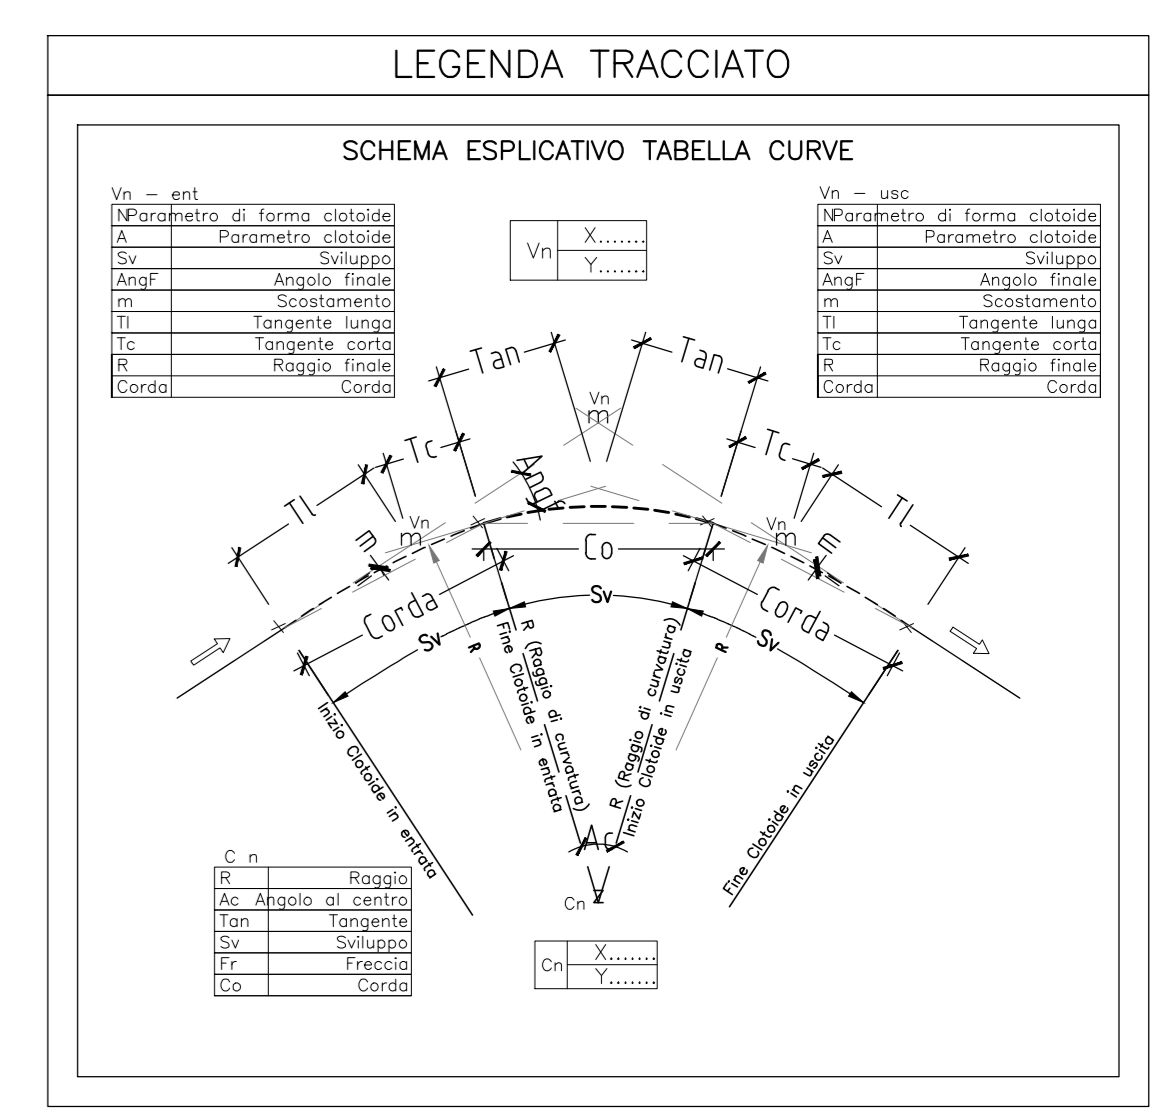 LEGENDA TRACCIATO
SCHEMA ESPLICATIVO TABELLA CURVE
Vn - ent
N Parametro di forma clotoide
A Parametro clotoide
Sv Sviluppo
AngF Angolo finale
m Scostamento
Tl Tangente lunga
Tc Tangente corta
R Raggio finale
Corda Corda
Vn X.......
Y.......
Vn - usc
N Parametro di forma clotoide
A Parametro clotoide
Sv Sviluppo
AngF Angolo finale
m Scostamento
Tl Tangente lunga
Tc Tangente corta
R Raggio finale
Corda Corda
Tan
Tan
Vn
m
Tc
Tc
AngF
Tl
Tl
Vn
m
Vn
m
m
m
Co
Corda
Corda
Sv
Sv
Sv
R
R
R (Raggio di curvatura)
Fine Clotoide in entrata
R (Raggio di curvatura)
Inizio Clotoide in uscita
Inizio Clotoide in entrata
Fine Clotoide in uscita
Ac
Cn
C n
R Raggio
Ac Angolo al centro
Tan Tangente
Sv Sviluppo
Fr Freccia
Co Corda
Cn X.......
Y.......